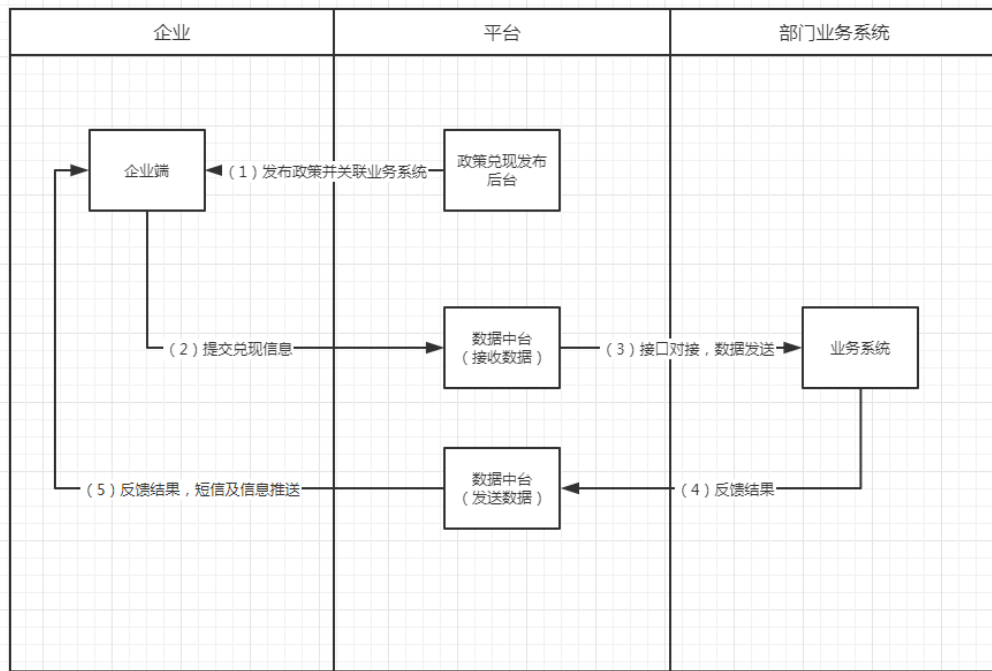 企业
平台
部门业务系统
企业端
（1）发布政策并关联业务系统
政策兑现发布
后台
（2）提交兑现信息
数据中台
（接收数据）
（3）接口对接，数据发送
业务系统
（5）反馈结果，短信及信息推送
数据中台
（发送数据）
（4）反馈结果